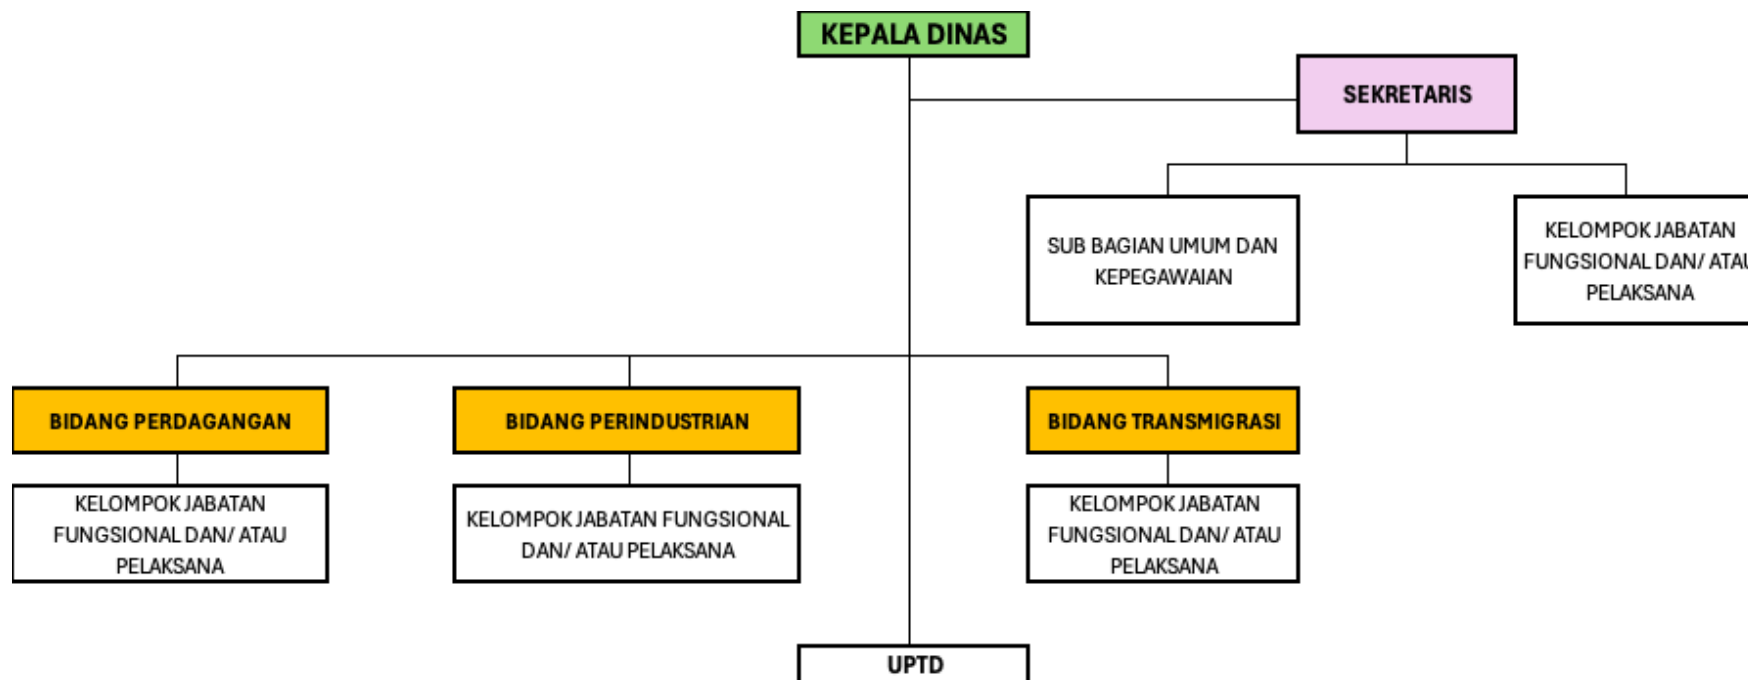 KEPALA DINAS
SEKRETARIS
SUB BAGIAN UMUM DAN
KEPEGAWAIAN
KELOMPOK JABATAN
FUNGSIONAL DAN/ ATAU
PELAKSANA
BIDANG PERDAGANGAN
BIDANG PERINDUSTRIAN
BIDANG TRANSMIGRASI
KELOMPOK JABATAN
FUNGSIONAL DAN/ ATAU
PELAKSANA
KELOMPOK JABATAN FUNGSIONAL
DAN/ ATAU PELAKSANA
KELOMPOK JABATAN
FUNGSIONAL DAN/ ATAU
PELAKSANA
UPTD